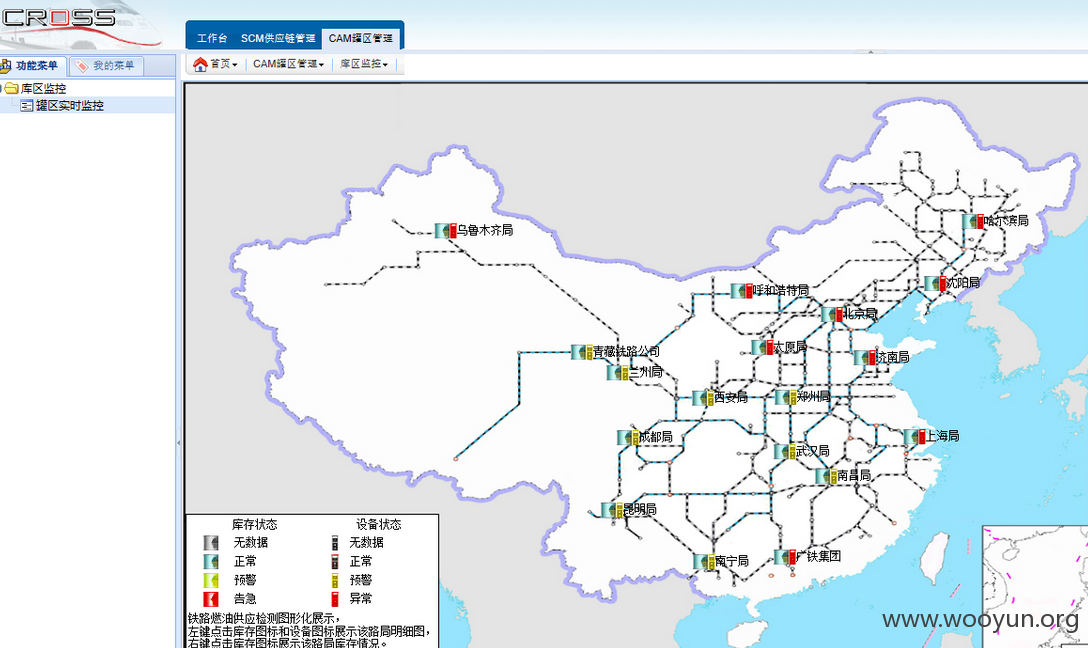 CROSS
工作台 SCM供应链管理 CAM罐区管理
功能菜单 我的菜单
首页 CAM罐区管理 库区监控
库区监控
罐区实时监控
哈尔滨局
乌鲁木齐局
沈阳局
呼和浩特局
北京局
太原局
青藏铁路公司
济南局
兰州局
西安局
郑州局
成都局
上海局
武汉局
南昌局
昆明局
广铁集团
南宁局
库存状态 设备状态
无数据 无数据
正常 正常
预警 预警
告急 异常
铁路燃油供应检测图形化展示，
左键点击库存图标和设备图标展示该路局明细图，
右键点击库存图标展示该路局库存情况。
www.wooyun.org